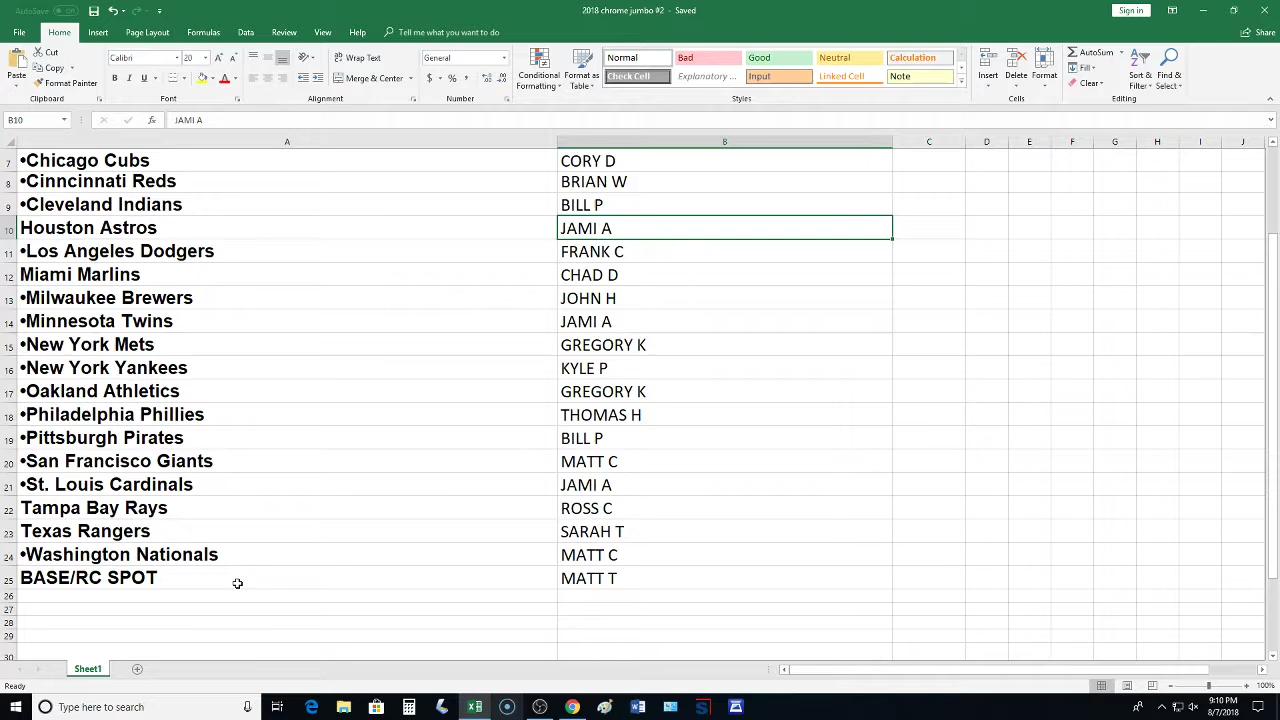 AutoSave
2018 chrome jumbo #2 - Saved
Sign in
File Home Insert Draw Page Layout Formulas Data Review View Help Tell me what you want to do Share
Paste Cut Copy Format Painter Clipboard
Calibri 20 B I U Font
Wrap Text Merge & Center Alignment
General $ % , Number
Conditional Formatting Format as Table
Normal Bad Good Neutral Calculation
Check Cell Explanatory ... Input Linked Cell Note
Styles
Insert Delete Format Cells
AutoSum Fill Clear Sort & Filter Find & Select Editing
B10 fx JAMI A
A B C D E F G H I J
7 •Chicago Cubs CORY D
8 •Cinncinnati Reds BRIAN W
9 •Cleveland Indians BILL P
10 Houston Astros JAMI A
11 •Los Angeles Dodgers FRANK C
12 Miami Marlins CHAD D
13 •Milwaukee Brewers JOHN H
14 •Minnesota Twins JAMI A
15 •New York Mets GREGORY K
16 •New York Yankees KYLE P
17 •Oakland Athletics GREGORY K
18 •Philadelphia Phillies THOMAS H
19 •Pittsburgh Pirates BILL P
20 •San Francisco Giants MATT C
21 •St. Louis Cardinals JAMI A
22 Tampa Bay Rays ROSS C
23 Texas Rangers SARAH T
24 •Washington Nationals MATT C
25 BASE/RC SPOT MATT T
26
27
28
29
30
Sheet1
Ready
100%
Type here to search
9:10 PM
8/7/2018